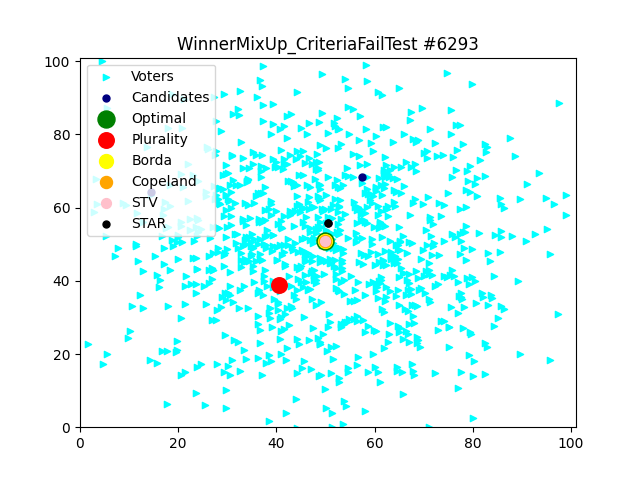 WinnerMixUp_CriteriaFailTest #6293
100
80
60
40
20
0
Voters
Candidates
Optimal
Plurality
Borda
Copeland
STV
STAR
0 20 40 60 80 100